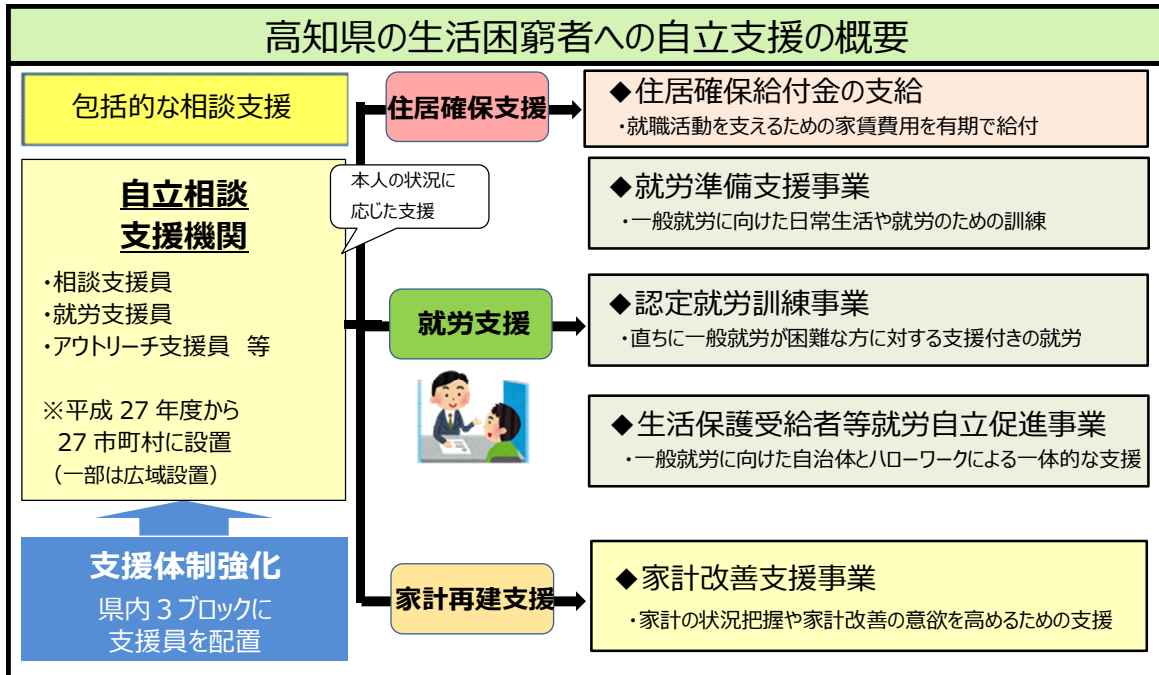 高知県の生活困窮者への自立支援の概要
包括的な相談支援
自立相談
支援機関
・相談支援員
・就労支援員
・アウトリーチ支援員　等
※平成 27 年度から
27 市町村に設置
（一部は広域設置）
支援体制強化
県内 3 ブロックに
支援員を配置
本人の状況に
応じた支援
住居確保支援
◆住居確保給付金の支給
・就職活動を支えるための家賃費用を有期で給付
就労支援
◆就労準備支援事業
・一般就労に向けた日常生活や就労のための訓練
◆認定就労訓練事業
・直ちに一般就労が困難な方に対する支援付きの就労
◆生活保護受給者等就労自立促進事業
・一般就労に向けた自治体とハローワークによる一体的な支援
家計再建支援
◆家計改善支援事業
・家計の状況把握や家計改善の意欲を高めるための支援